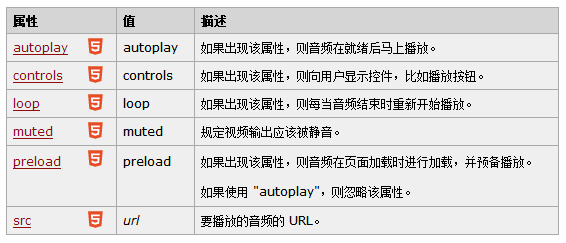 属性 值 描述
autoplay 5 autoplay 如果出现该属性，则音频在就绪后马上播放。
controls 5 controls 如果出现该属性，则向用户显示控件，比如播放按钮。
loop 5 loop 如果出现该属性，则每当音频结束时重新开始播放。
muted 5 muted 规定视频输出应该被静音。
preload 5 preload 如果出现该属性，则音频在页面加载时进行加载，并预备播放。
如果使用 "autoplay"，则忽略该属性。
src 5 url 要播放的音频的 URL。